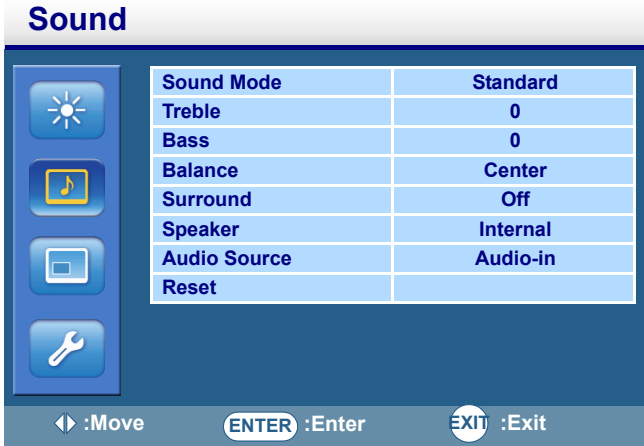 Sound
Sound Mode Standard
Treble 0
Bass 0
Balance Center
Surround Off
Speaker Internal
Audio Source Audio-in
Reset
:Move ENTER :Enter EXIT :Exit